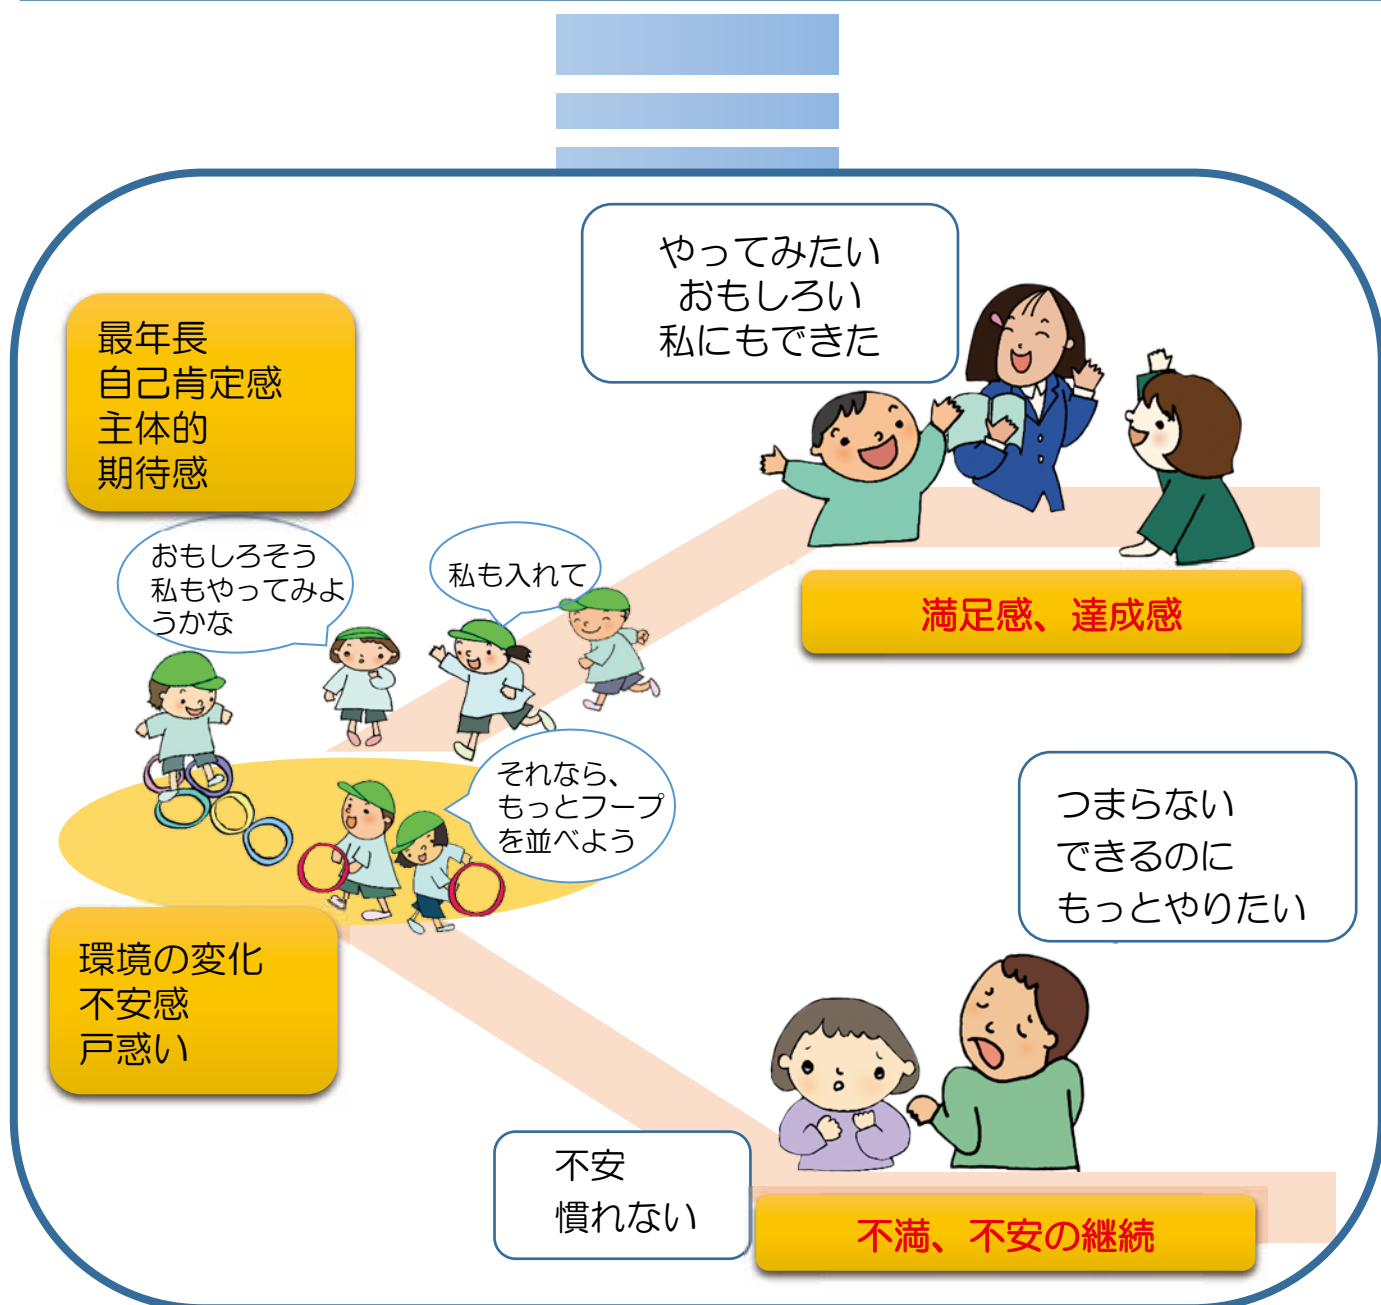 やってみたい
おもしろい
私にもできた
最年長
自己肯定感
主体的
期待感
おもしろそう
私もやってみよ
うかな
私も入れて
満足感、達成感
それなら、
もっとフープ
を並べよう
つまらない
できるのに
もっとやりたい
環境の変化
不安感
戸惑い
不安
慣れない
不満、不安の継続